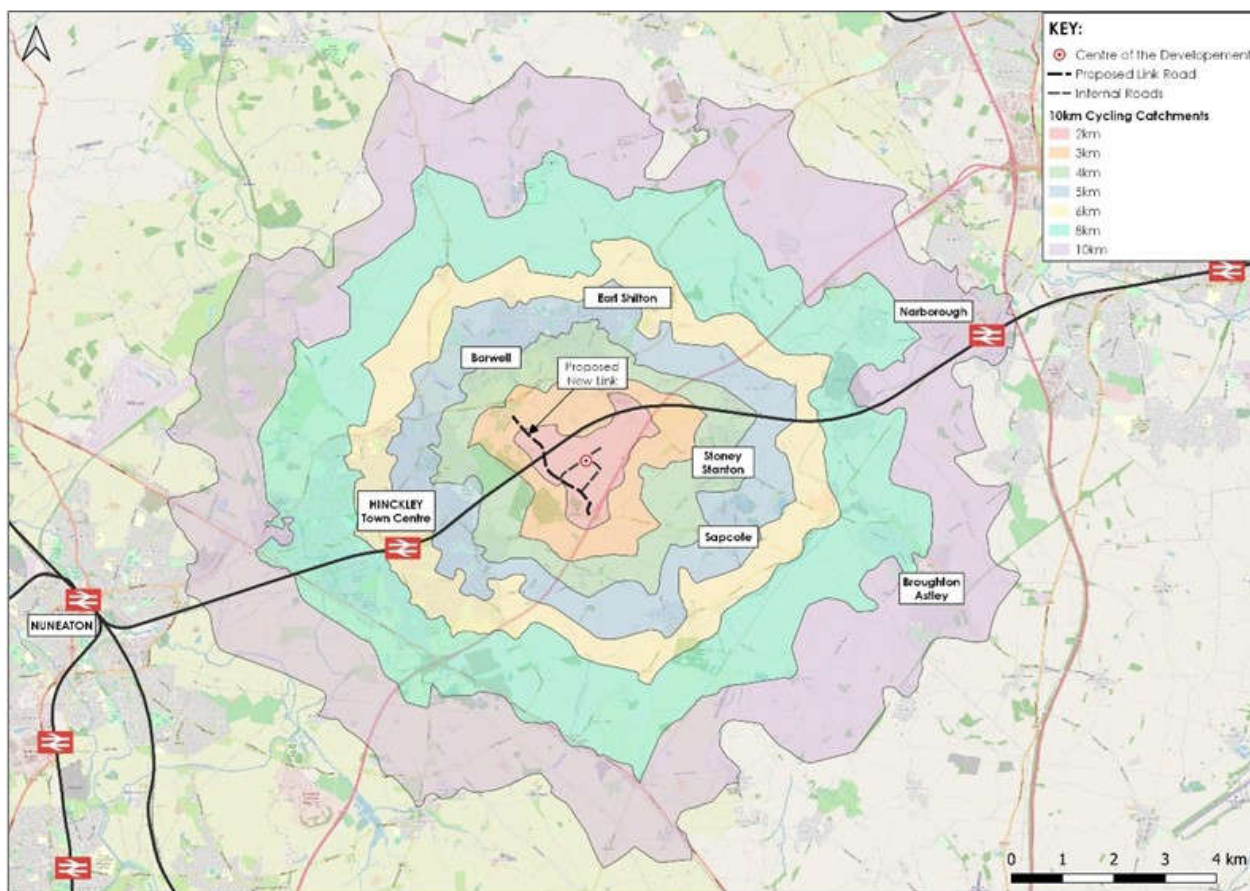 KEY:
Centre of the Developement
Proposed Link Road
Internal Roads
10km Cycling Catchments
2km
3km
4km
5km
6km
8km
10km
Earl Shilton
Narborough
Barwell
Proposed
New Link
Stoney
Stanton
HINCKLEY
Town Centre
Sapcote
Broughton
Astley
NUNEATON
0 1 2 3 4 km